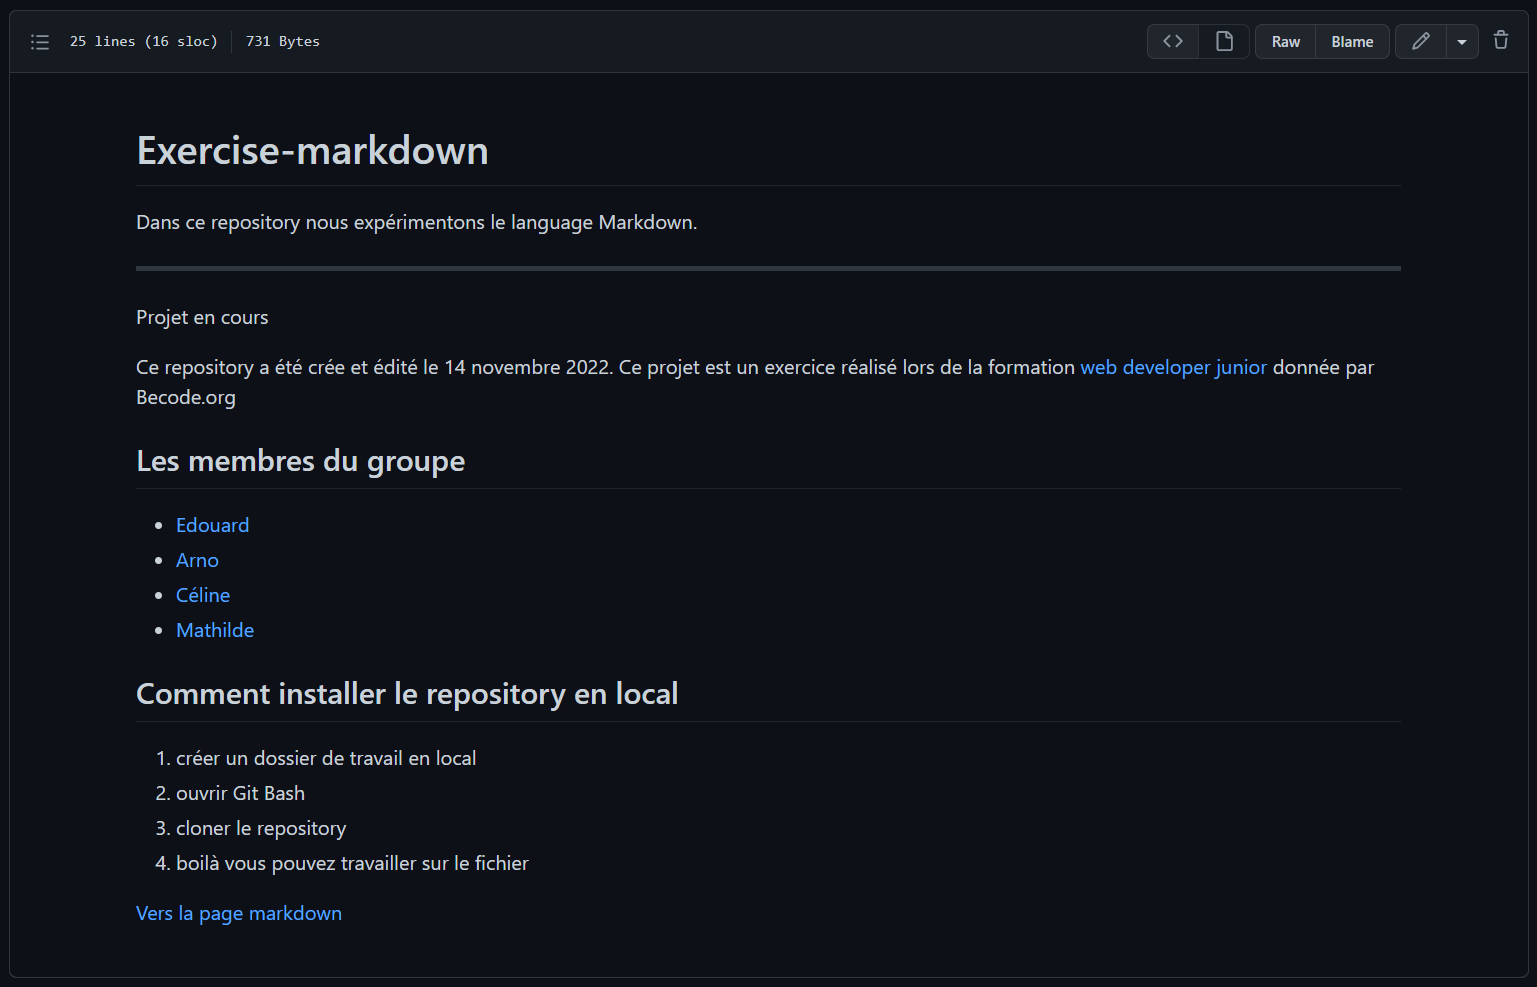 25 lines (16 sloc) 731 Bytes Raw Blame
Exercise-markdown
Dans ce repository nous expérimentons le language Markdown.
Projet en cours
Ce repository a été crée et édité le 14 novembre 2022. Ce projet est un exercice réalisé lors de la formation web developer junior donnée par
Becode.org
Les membres du groupe
• Edouard
• Arno
• Céline
• Mathilde
Comment installer le repository en local
1. créer un dossier de travail en local
2. ouvrir Git Bash
3. cloner le repository
4. boilà vous pouvez travailler sur le fichier
Vers la page markdown